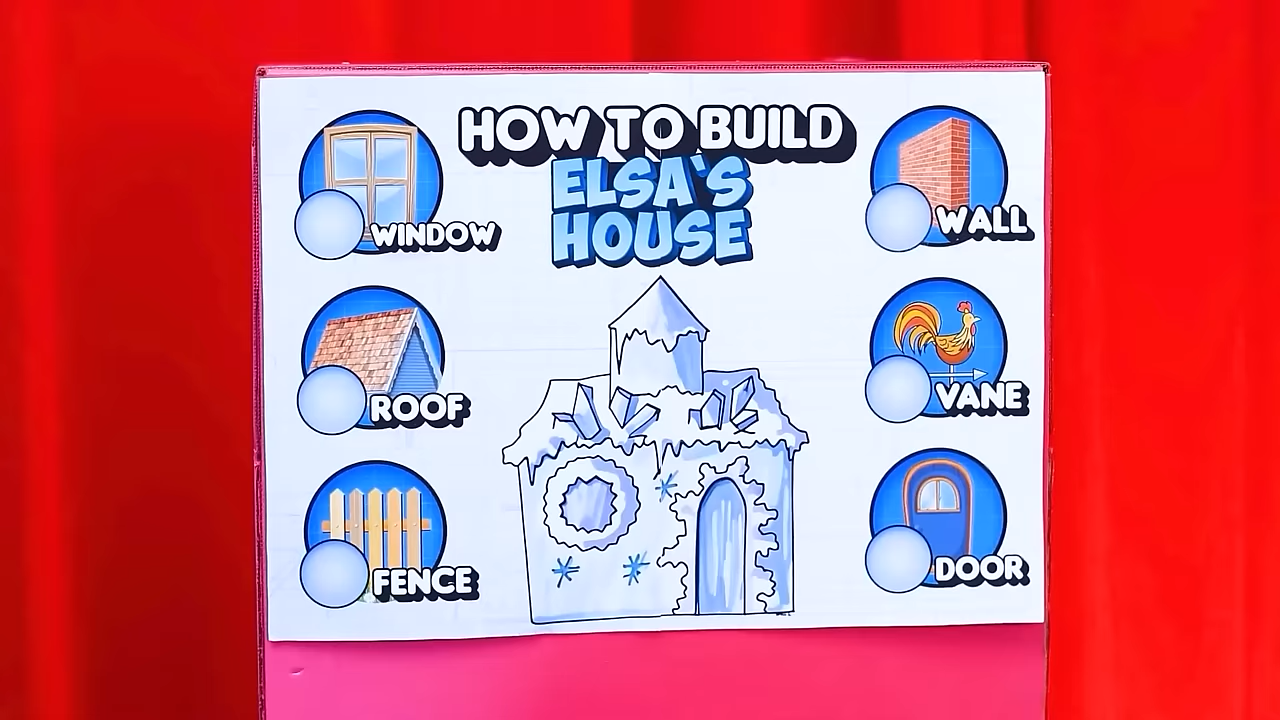 HOW TO BUILD
ELSA'S
HOUSE
WINDOW
WALL
ROOF
VANE
FENCE
DOOR